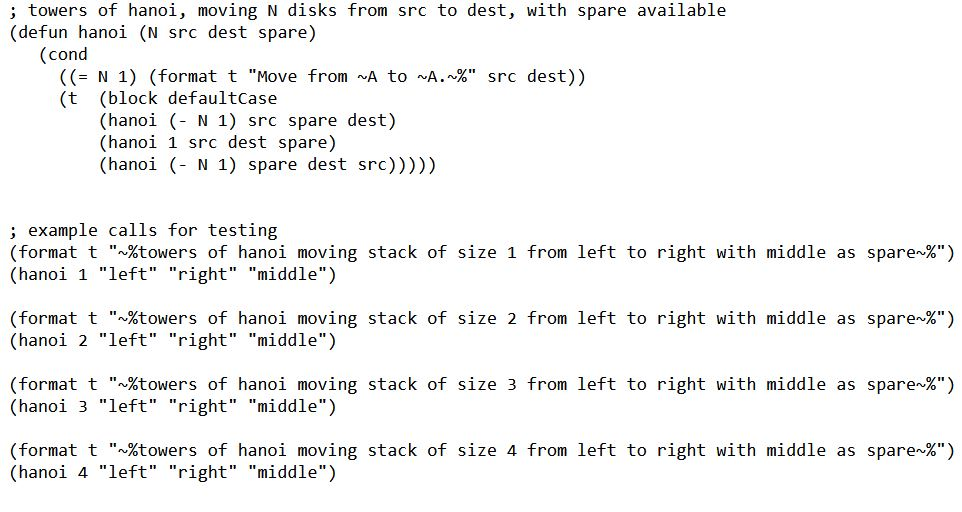 ; towers of hanoi, moving N disks from src to dest, with spare available
(defun hanoi (N src dest spare)
   (cond
     ((= N 1) (format t "Move from ~A to ~A.~%" src dest))
     (t  (block defaultCase
         (hanoi (- N 1) src spare dest)
         (hanoi 1 src dest spare)
         (hanoi (- N 1) spare dest src)))))

; example calls for testing
(format t "~%towers of hanoi moving stack of size 1 from left to right with middle as spare~%")
(hanoi 1 "left" "right" "middle")

(format t "~%towers of hanoi moving stack of size 2 from left to right with middle as spare~%")
(hanoi 2 "left" "right" "middle")

(format t "~%towers of hanoi moving stack of size 3 from left to right with middle as spare~%")
(hanoi 3 "left" "right" "middle")

(format t "~%towers of hanoi moving stack of size 4 from left to right with middle as spare~%")
(hanoi 4 "left" "right" "middle")